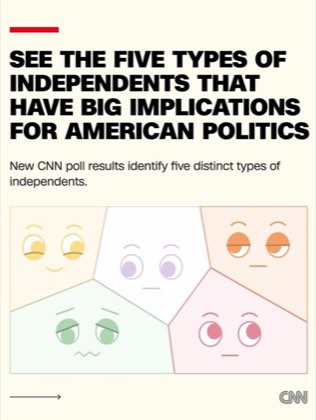 SEE THE FIVE TYPES OF
INDEPENDENTS THAT
HAVE BIG IMPLICATIONS
FOR AMERICAN POLITICS
New CNN poll results identify five distinct types of
independents.
CNN